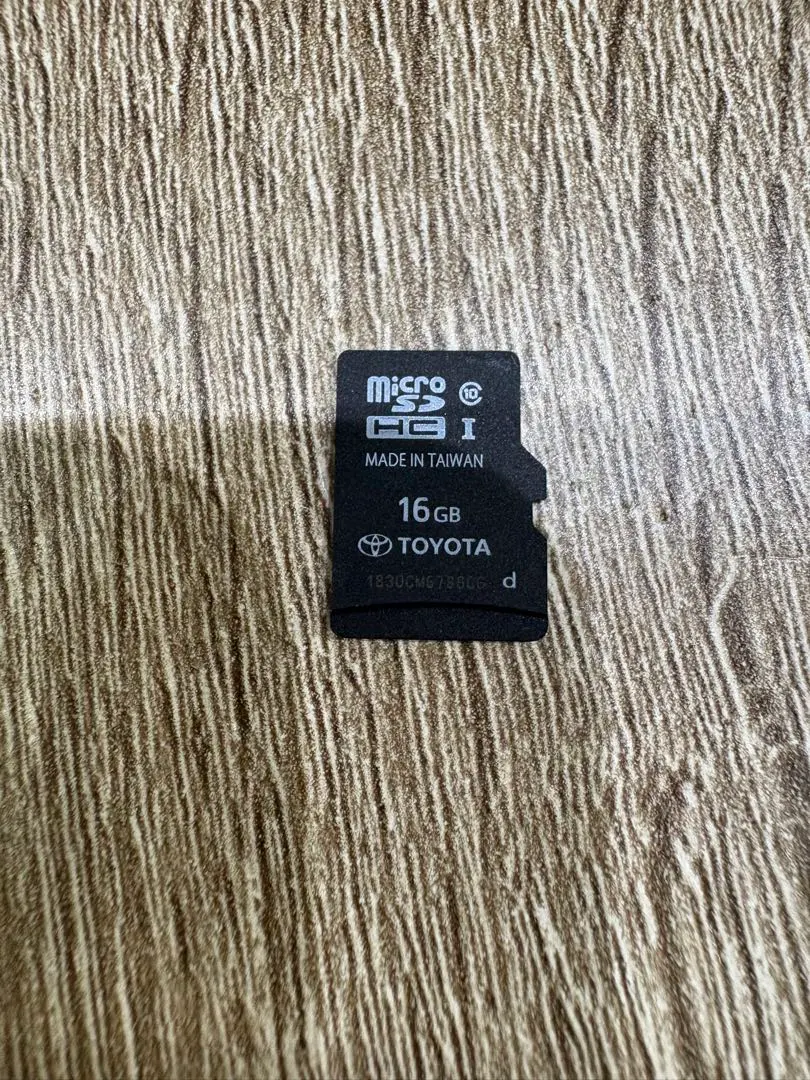 micro
SD 10
HC I
MADE IN TAIWAN
16GB
TOYOTA
d